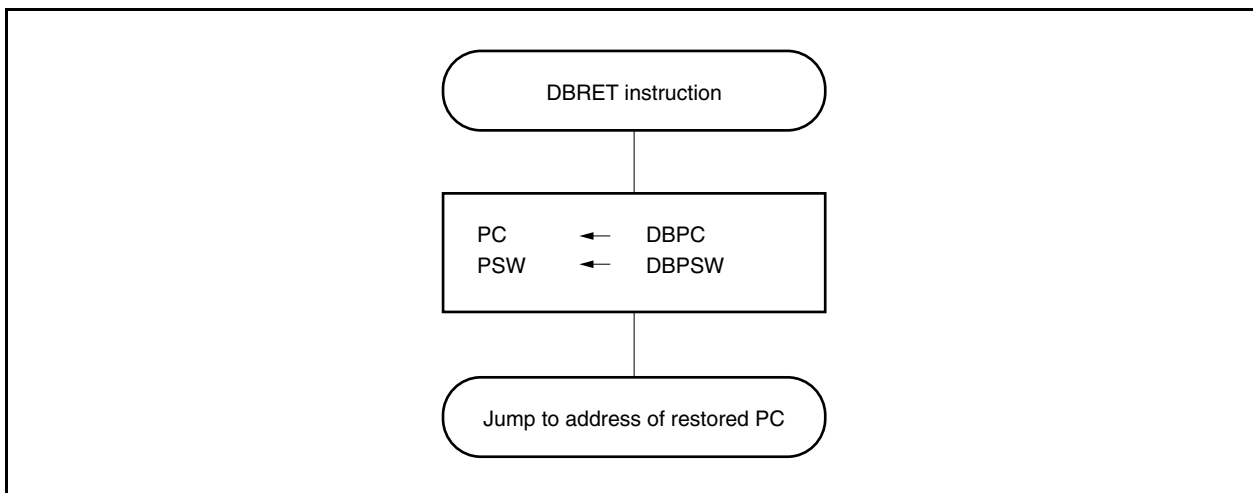 DBRET instruction
PC ← DBPC
PSW ← DBPSW
Jump to address of restored PC